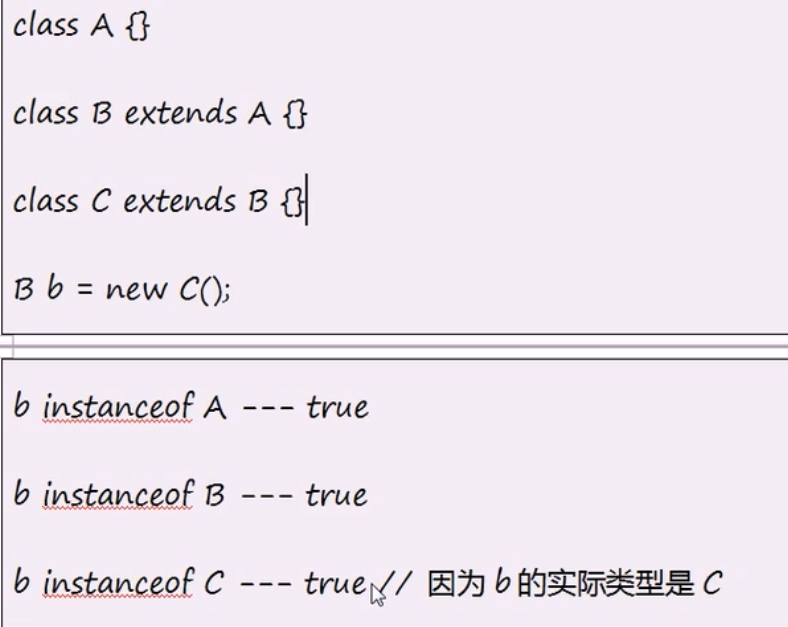 class A {}
class B extends A {}
class C extends B {}
B b = new C();
b instanceof A --- true
b instanceof B --- true
b instanceof C --- true // 因为 b 的实际类型是 C